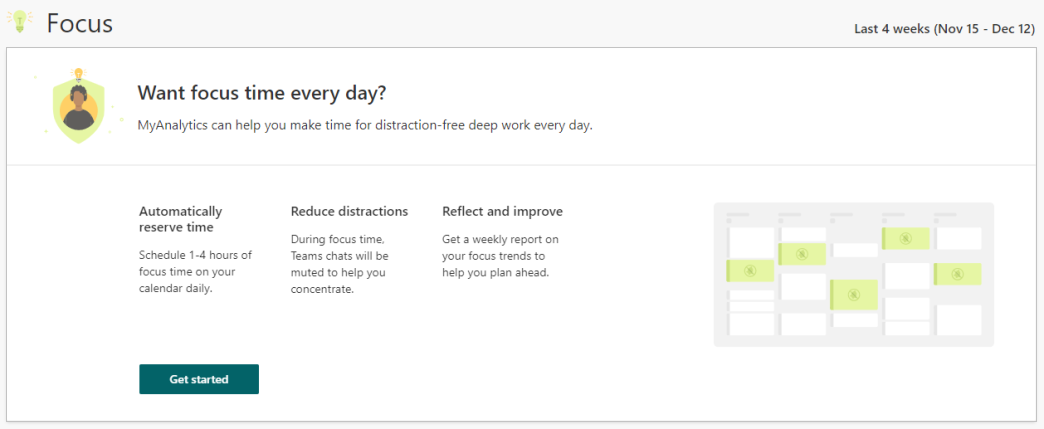 Focus
Last 4 weeks (Nov 15 - Dec 12)
Want focus time every day?
MyAnalytics can help you make time for distraction-free deep work every day.
Automatically
reserve time
Schedule 1-4 hours of
focus time on your
calendar daily.
Reduce distractions
During focus time,
Teams chats will be
muted to help you
concentrate.
Reflect and improve
Get a weekly report on
your focus trends to
help you plan ahead.
Get started